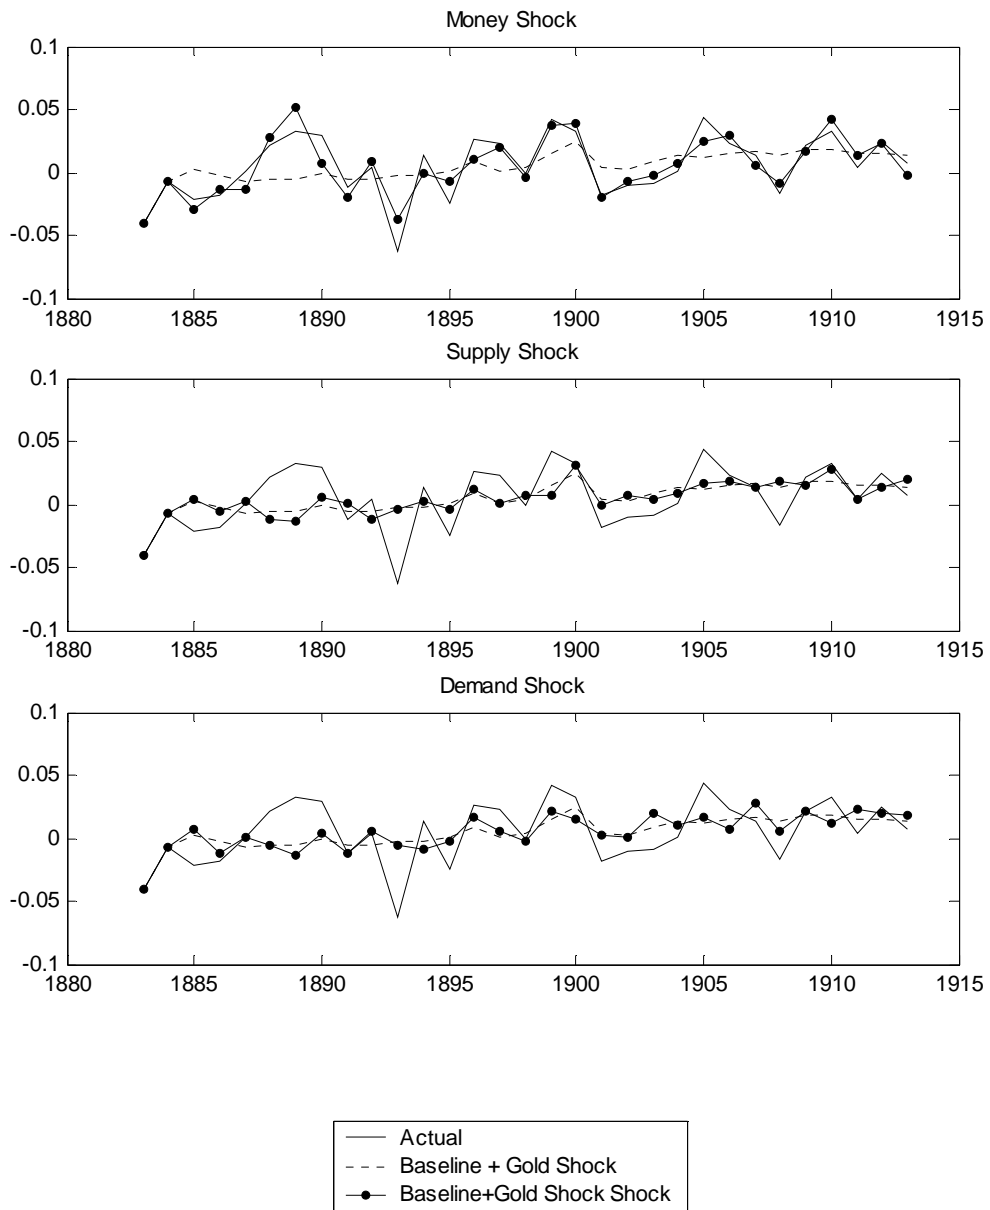 Money Shock
0.1
0.05
0
-0.05
-0.1
1880 1885 1890 1895 1900 1905 1910 1915
Supply Shock
0.1
0.05
0
-0.05
-0.1
1880 1885 1890 1895 1900 1905 1910 1915
Demand Shock
0.1
0.05
0
-0.05
-0.1
1880 1885 1890 1895 1900 1905 1910 1915
Actual
Baseline + Gold Shock
Baseline+Gold Shock Shock